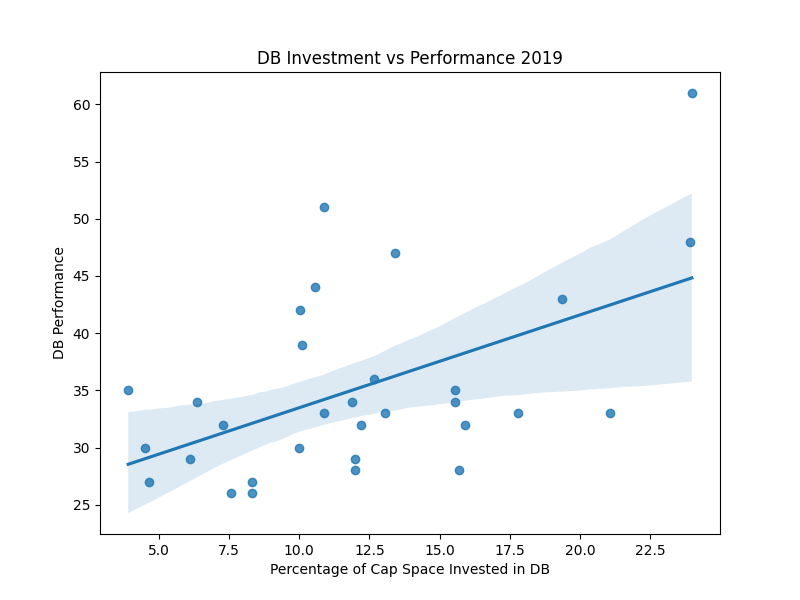 DB Investment vs Performance 2019
60
55
50
45
40
35
30
25
DB Performance
5.0 7.5 10.0 12.5 15.0 17.5 20.0 22.5
Percentage of Cap Space Invested in DB